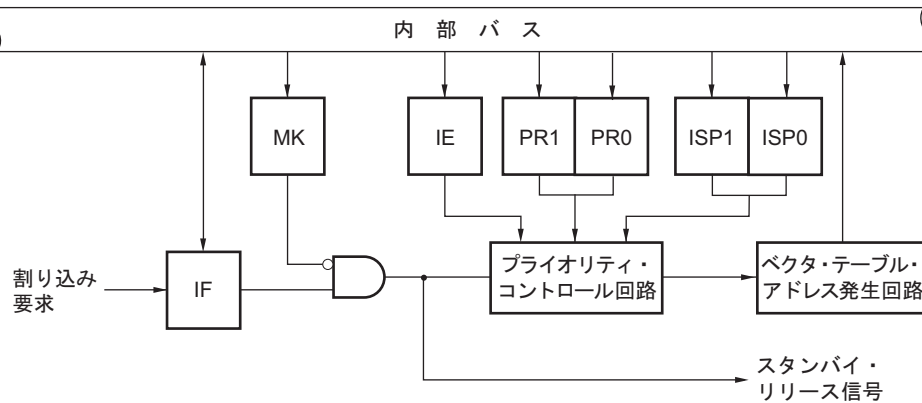 内 部 バ ス
MK
IE
PR1
PR0
ISP1
ISP0
割り込み
要求
IF
プライオリティ・
コントロール回路
ベクタ・テーブル・
アドレス発生回路
スタンバイ・
リリース信号